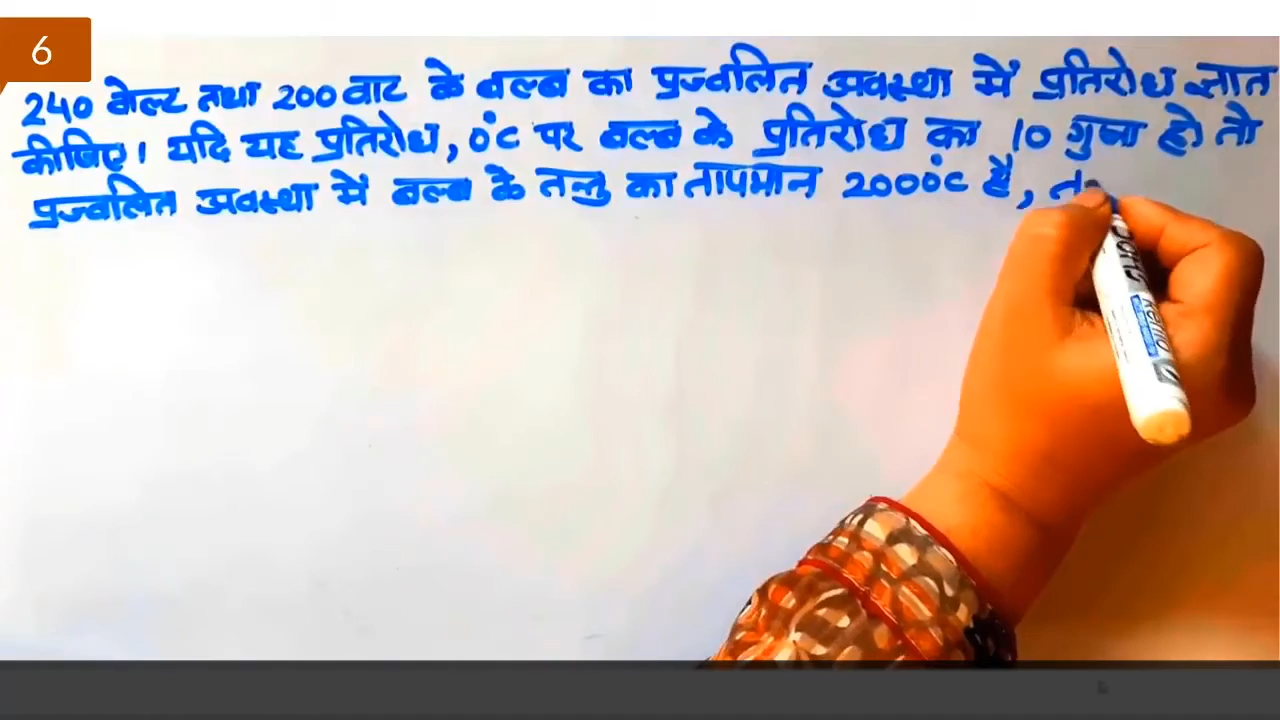 6
240 वोल्ट तथा 200 वाट के बल्ब का प्रज्वलित अवस्था में प्रतिरोध ज्ञात
कीजिए। यदि यह प्रतिरोध, 0°C पर बल्ब के प्रतिरोध का 10 गुना हो तो
प्रज्वलित अवस्था में बल्ब के तन्तु का तापमान 2000°C है,